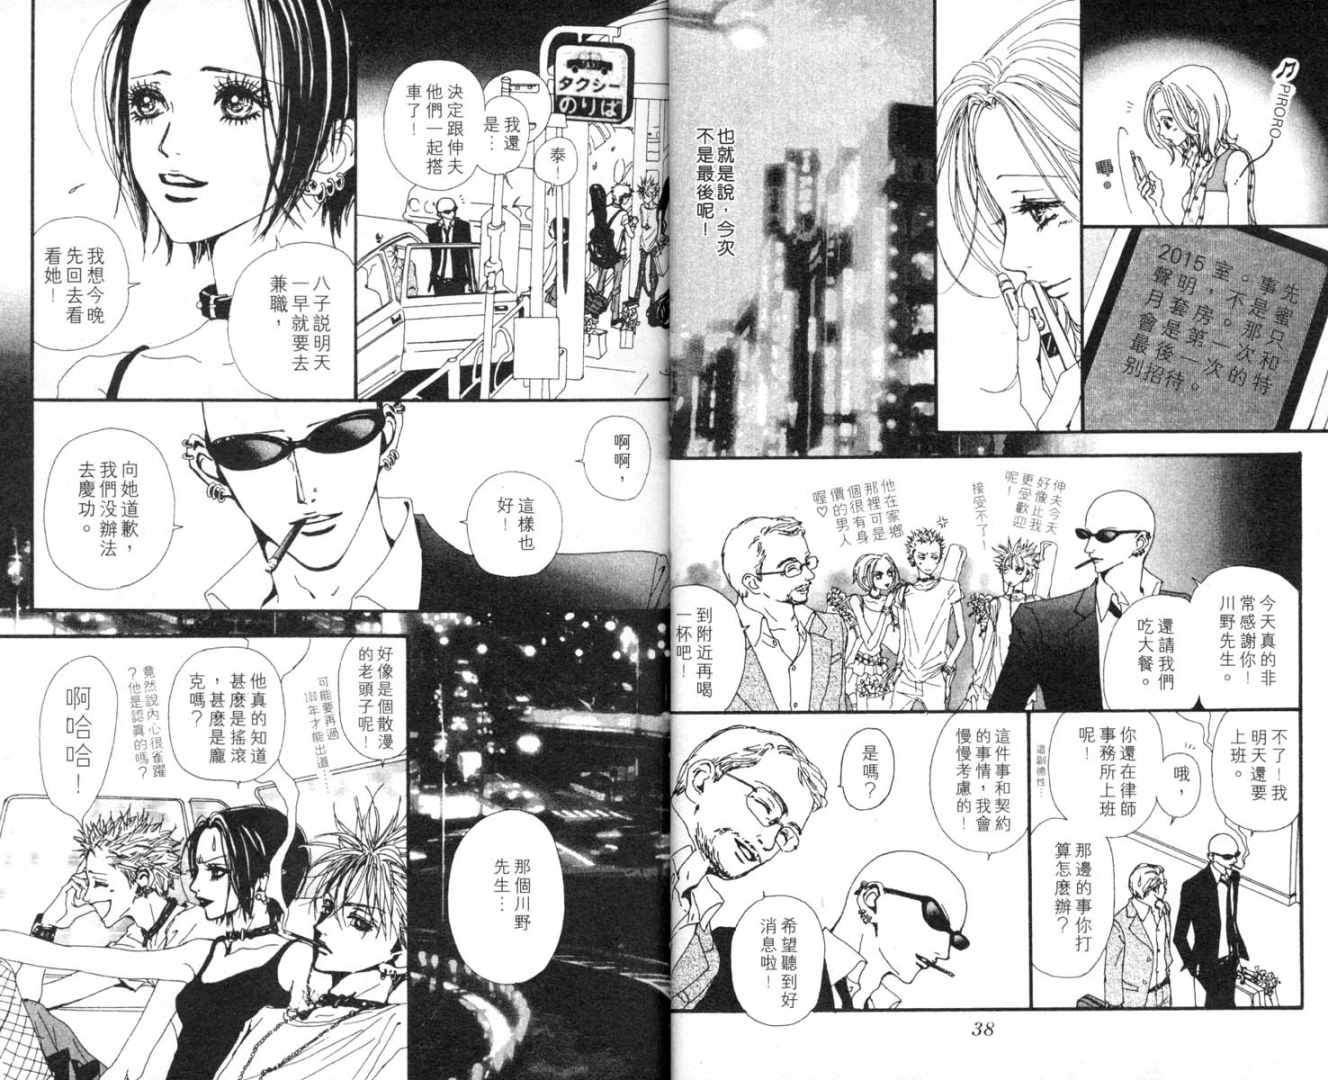 ♫PIRORO♪
嗶。
2015室。事先
聲明,不是蜜
月套房。那只
會是第一次和
最後一次的特
別招待。
也就是說,今次
不是最後呢!
今天真的非
常感謝你!
川野先生。
還請我們
吃大餐。
伸夫今天
好像比我
更受歡迎
呢!
接受不了!
他在家鄉
那裡可是
個很有身
價的男人
喔♡
到附近再喝
一杯吧!
不了!我
明天還要
上班。
哦,
你還在律師
事務所上班
呢!
那邊的事你打
算怎麼辦?
這副德性…
這件事和契約
的事情,我會
慢慢考慮的!
是嗎?
希望聽到好
消息啦!
38
タクシー
のりば
泰!
我還
是…
決定跟伸夫
他們一起搭
車了!
八子説明天
一早就要去
兼職,
我想今晚
先回去看
看她!
啊啊,
這樣也
好!
向她道歉,
我們没辦法
去慶功。
那個川野
先生…
好像是個散漫
的老頭子呢!
可能要再過
100年才能出道……
他真的知道
甚麼是搖滾
,甚麼是龐
克嗎?
竟然說內心很雀躍
?他是認真的嗎?
啊哈哈!